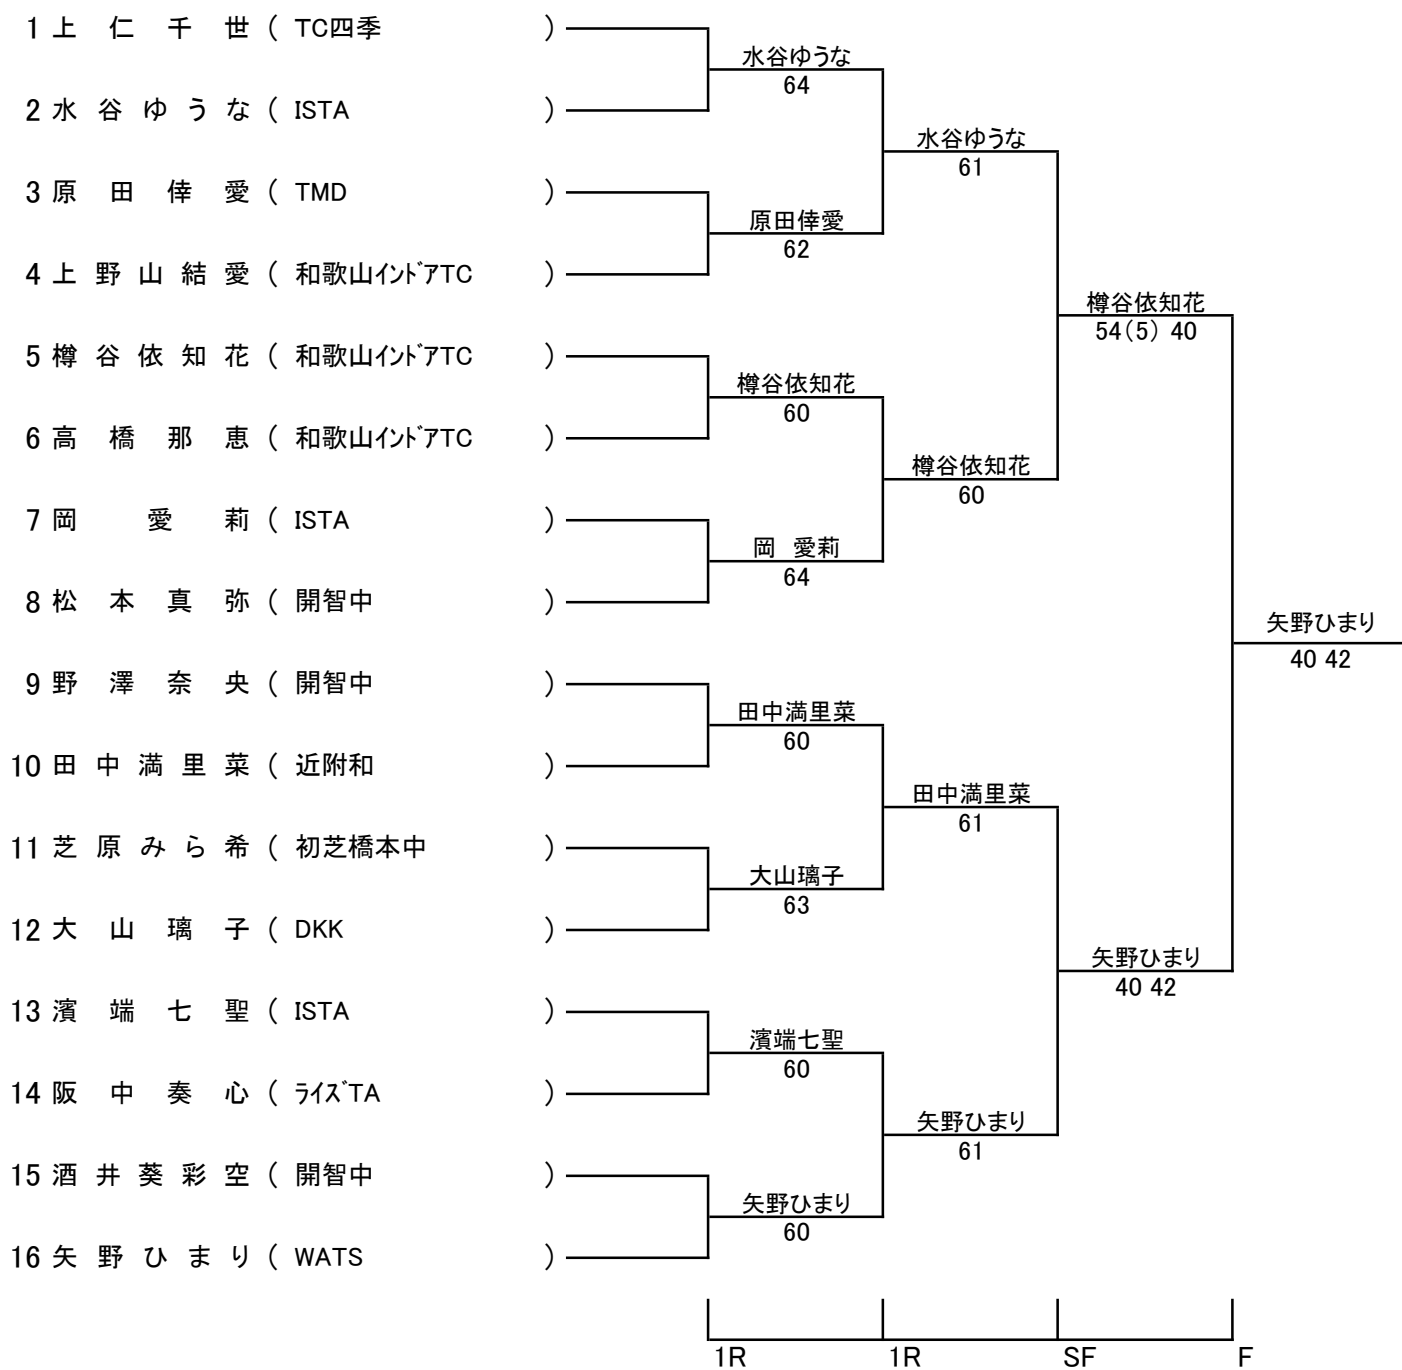 1 上 仁 千 世 ( TC四季 )
水谷ゆうな
64
2 水 谷 ゆ う な ( ISTA )
水谷ゆうな
61
3 原 田 倖 愛 ( TMD )
原田倖愛
62
4 上 野 山 結 愛 ( 和歌山インドアTC )
樽谷依知花
54(5) 40
5 樽 谷 依 知 花 ( 和歌山インドアTC )
樽谷依知花
60
6 高 橋 那 恵 ( 和歌山インドアTC )
樽谷依知花
60
7 岡 愛 莉 ( ISTA )
岡 愛莉
64
8 松 本 真 弥 ( 開智中 )
矢野ひまり
40 42
9 野 澤 奈 央 ( 開智中 )
田中満里菜
60
10 田 中 満 里 菜 ( 近附和 )
田中満里菜
61
11 芝 原 み ら 希 ( 初芝橋本中 )
大山璃子
63
12 大 山 璃 子 ( DKK )
矢野ひまり
40 42
13 濱 端 七 聖 ( ISTA )
濱端七聖
60
14 阪 中 奏 心 ( ライズTA )
矢野ひまり
61
15 酒 井 葵 彩 空 ( 開智中 )
矢野ひまり
60
16 矢 野 ひ ま り ( WATS )
1R 1R SF F